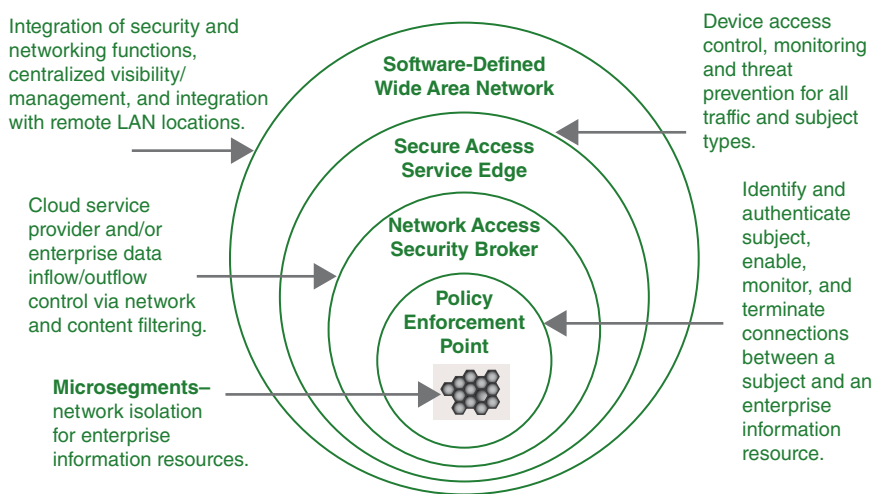 Integration of security and
networking functions,
centralized visibility/
management, and integration
with remote LAN locations.
Software-Defined
Wide Area Network
Device access
control, monitoring
and threat
prevention for all
traffic and subject
types.
Secure Access
Service Edge
Cloud service
provider and/or
enterprise data
inflow/outflow
control via network
and content filtering.
Network Access
Security Broker
Identify and
authenticate
subject,
enable,
monitor, and
terminate
connections
between a
subject and an
enterprise
information
resource.
Policy
Enforcement
Point
Microsegments–
network isolation
for enterprise
information resources.